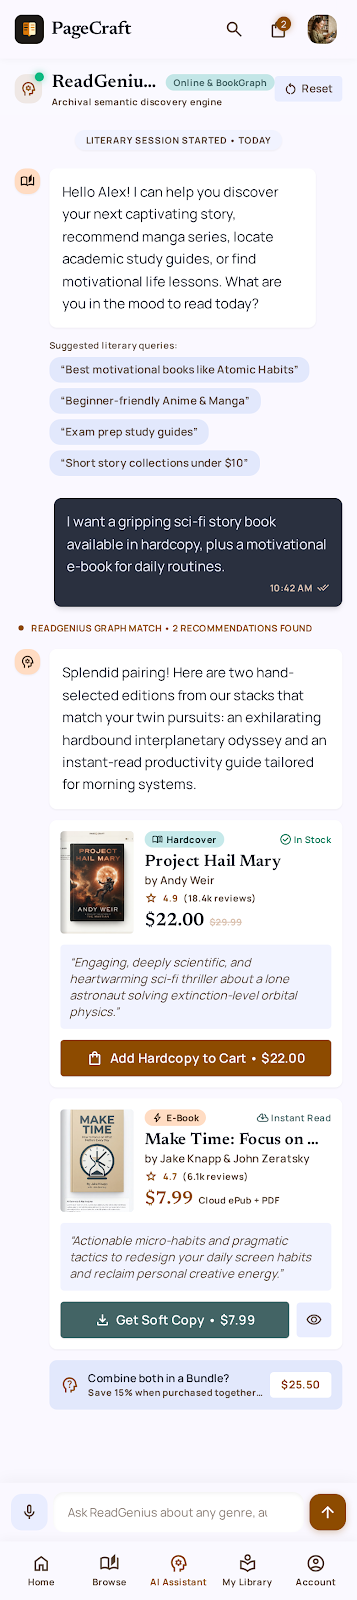 PageCraft
2
ReadGeniu...
Online & BookGraph
Archival semantic discovery engine
Reset
LITERARY SESSION STARTED • TODAY
Hello Alex! I can help you discover
your next captivating story,
recommend manga series, locate
academic study guides, or find
motivational life lessons. What are
you in the mood to read today?
Suggested literary queries:
"Best motivational books like Atomic Habits"
"Beginner-friendly Anime & Manga"
"Exam prep study guides"
"Short story collections under $10"
I want a gripping sci-fi story book
available in hardcopy, plus a motivational
e-book for daily routines.
10:42 AM
READGENIUS GRAPH MATCH • 2 RECOMMENDATIONS FOUND
Splendid pairing! Here are two hand-
selected editions from our stacks that
match your twin pursuits: an exhilarating
hardbound interplanetary odyssey and an
instant-read productivity guide tailored
for morning systems.
PROJECT
HAIL MARY
ANDY WEIR
Hardcover
In Stock
Project Hail Mary
by Andy Weir
4.9 (18.4k reviews)
$22.00 $29.99
"Engaging, deeply scientific, and
heartwarming sci-fi thriller about a lone
astronaut solving extinction-level orbital
physics."
Add Hardcopy to Cart • $22.00
MAKE
TIME
E-Book
Instant Read
Make Time: Focus on ...
by Jake Knapp & John Zeratsky
4.7 (6.1k reviews)
$7.99 Cloud ePub + PDF
"Actionable micro-habits and pragmatic
tactics to redesign your daily screen habits
and reclaim personal creative energy."
Get Soft Copy • $7.99
Combine both in a Bundle?
Save 15% when purchased together...
$25.50
Ask ReadGenius about any genre, au
Home
Browse
AI Assistant
My Library
Account